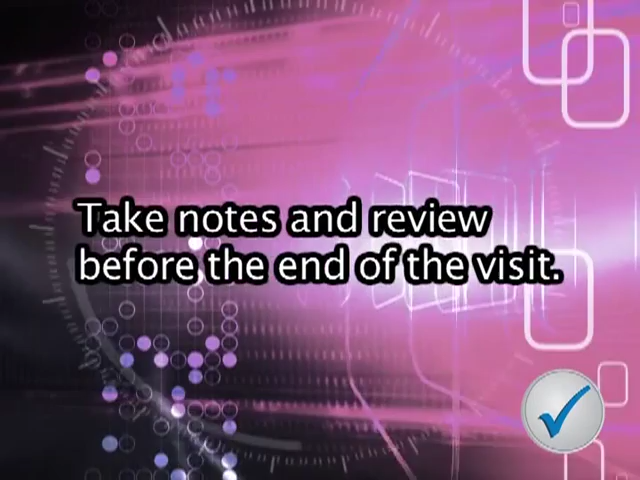 Take notes and review
before the end of the visit.